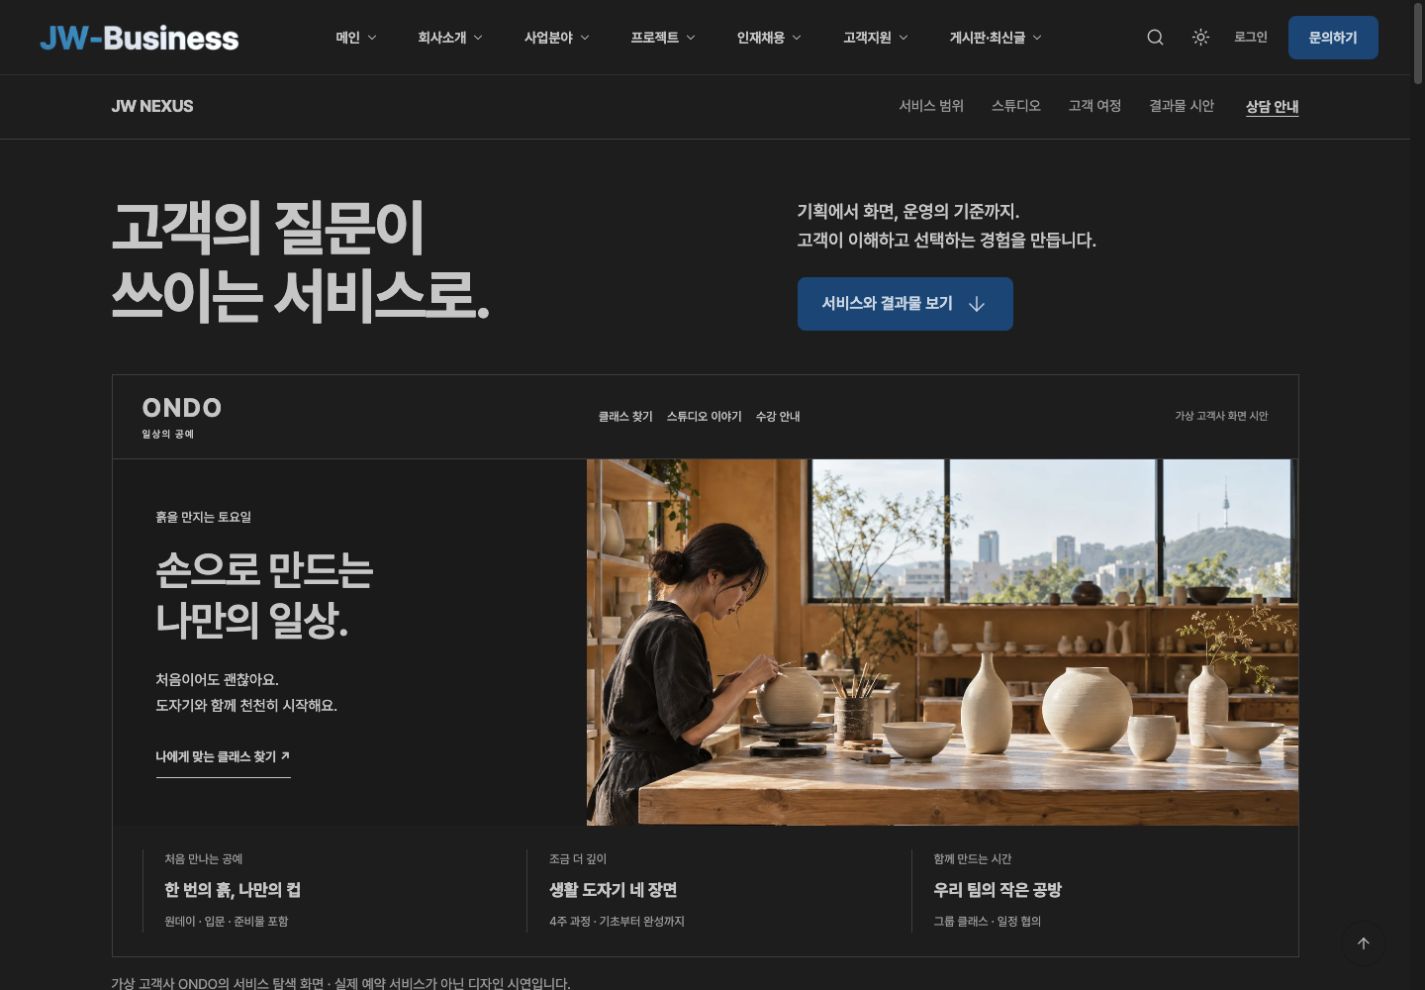 JW-Business
메인
회사소개
사업분야
프로젝트
인재채용
고객지원
게시판·최신글
로그인
문의하기
JW NEXUS
서비스 범위
스튜디오
고객 여정
결과물 시안
상담 안내
고객의 질문이
쓰이는 서비스로.
기획에서 화면, 운영의 기준까지.
고객이 이해하고 선택하는 경험을 만듭니다.
서비스와 결과물 보기
ONDO
일상의 공예
클래스 찾기
스튜디오 이야기
수강 안내
가상 고객사 화면 시안
흙을 만지는 토요일
손으로 만드는
나만의 일상.
처음이어도 괜찮아요.
도자기와 함께 천천히 시작해요.
나에게 맞는 클래스 찾기 ↗
처음 만나는 공예
한 번의 흙, 나만의 컵
원데이 · 입문 · 준비물 포함
조금 더 깊이
생활 도자기 네 장면
4주 과정 · 기초부터 완성까지
함께 만드는 시간
우리 팀의 작은 공방
그룹 클래스 · 일정 협의
가상 고객사 ONDO의 서비스 탐색 화면 · 실제 예약 서비스가 아닌 디자인 시연입니다.